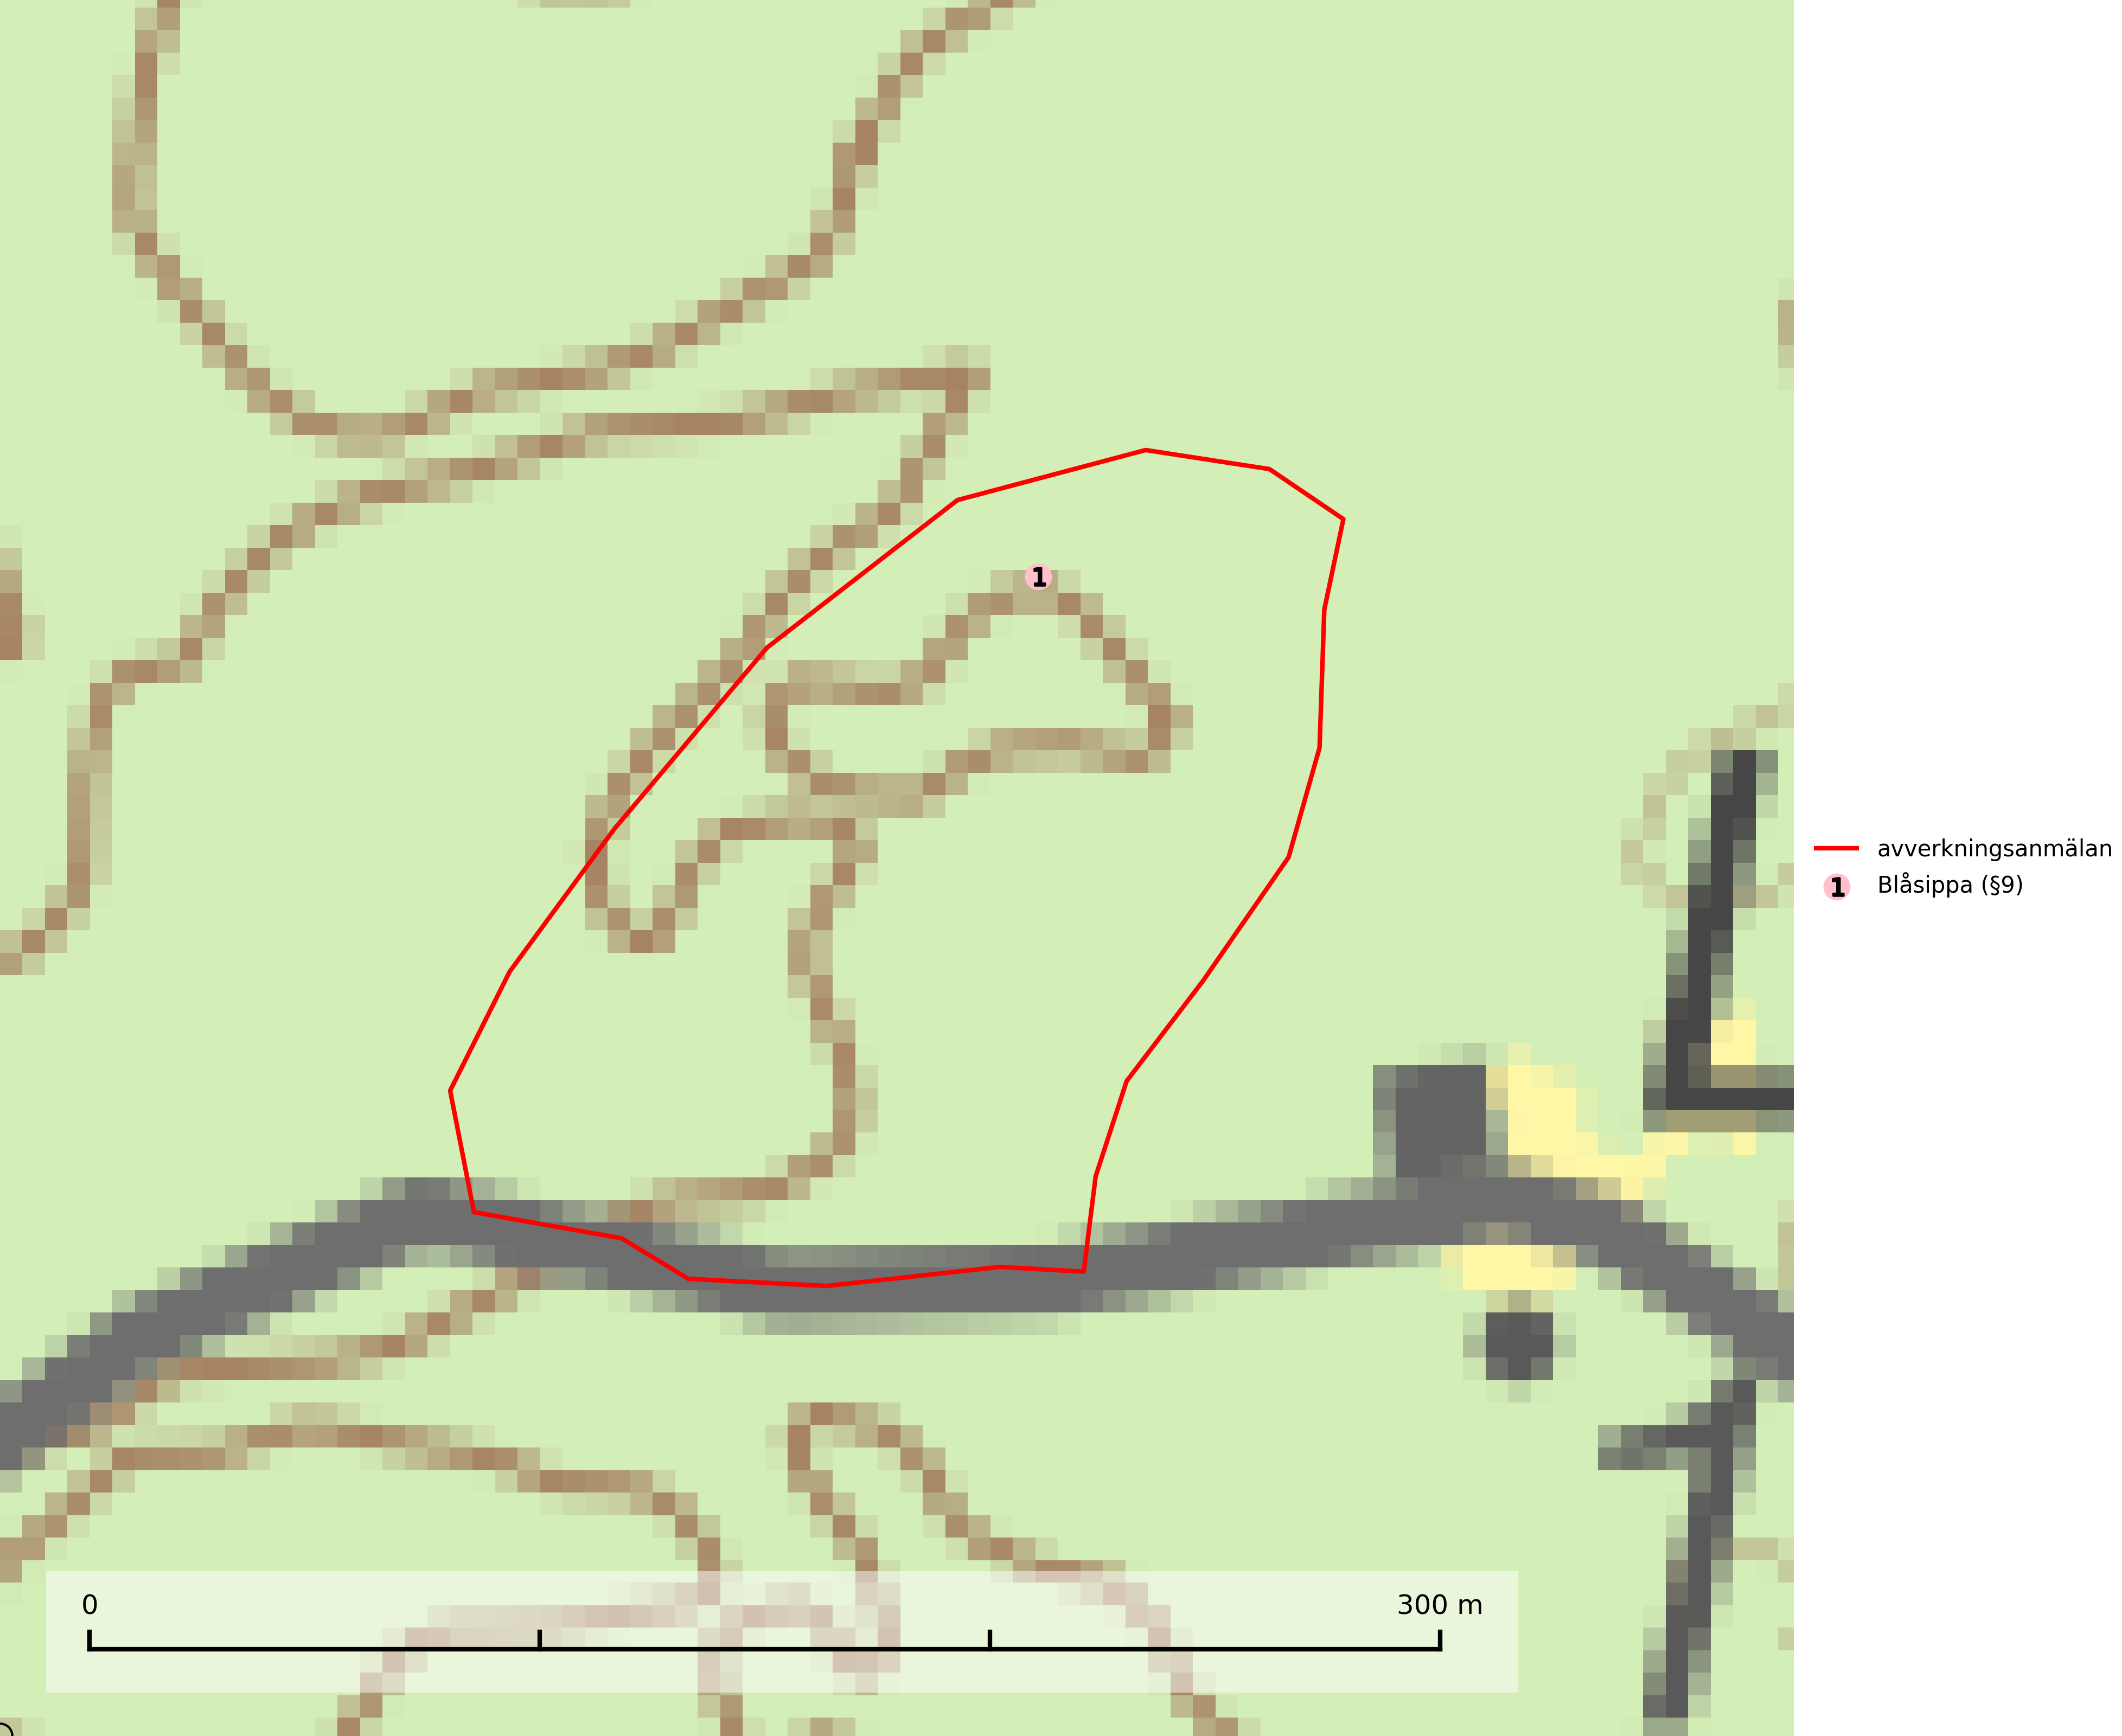 1
avverkningsanmälan
1 Blåsippa (§9)
0 300 m